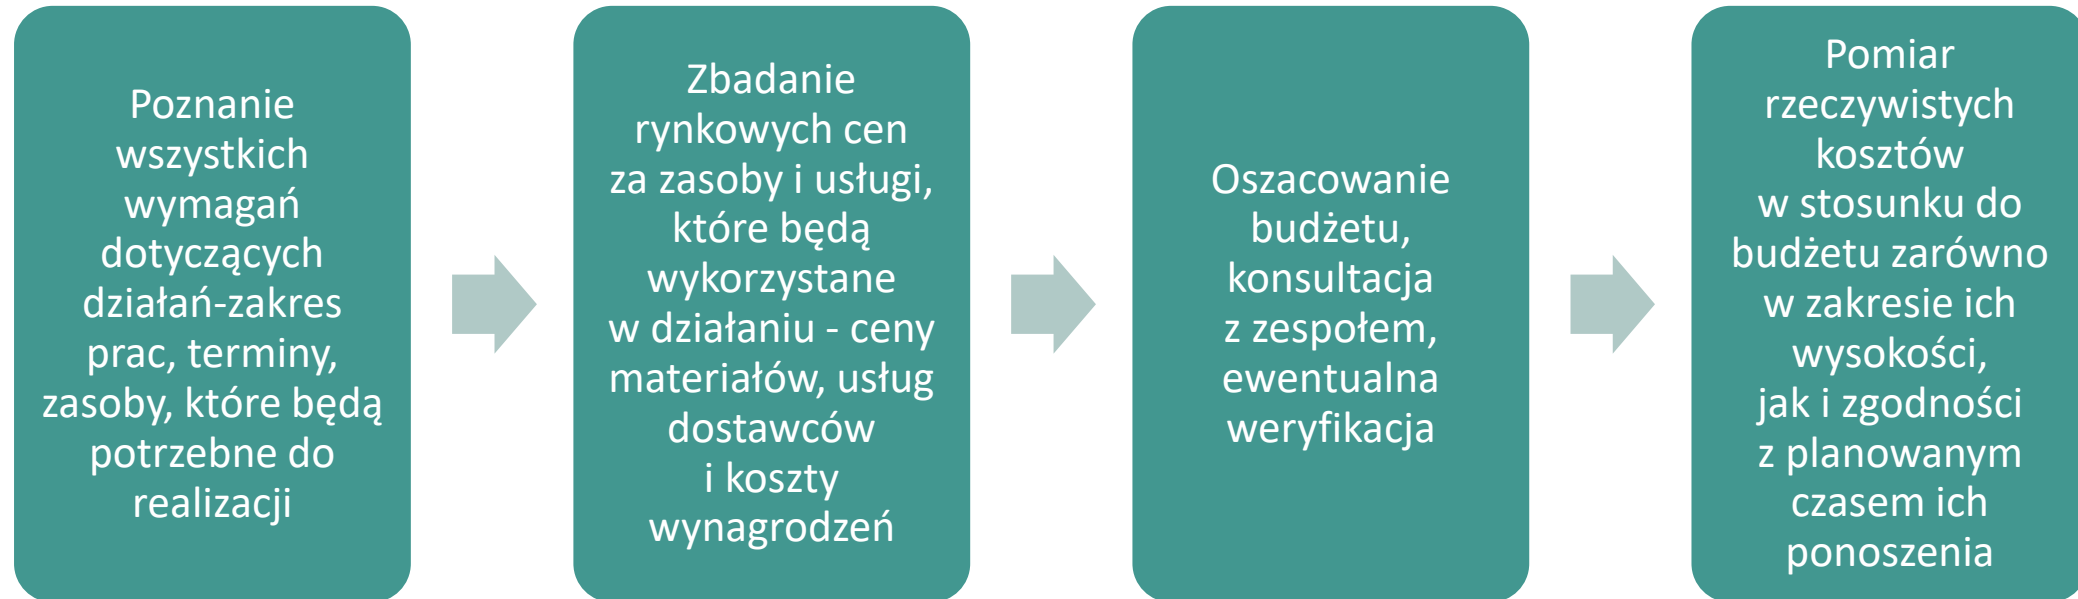 Poznanie
wszystkich
wymagań
dotyczących
działań-zakres
prac, terminy,
zasoby, które będą
potrzebne do
realizacji
Zbadanie
rynkowych cen
za zasoby i usługi,
które będą
wykorzystane
w działaniu - ceny
materiałów, usług
dostawców
i koszty
wynagrodzeń
Oszacowanie
budżetu,
konsultacja
z zespołem,
ewentualna
weryfikacja
Pomiar
rzeczywistych
kosztów
w stosunku do
budżetu zarówno
w zakresie ich
wysokości,
jak i zgodności
z planowanym
czasem ich
ponoszenia